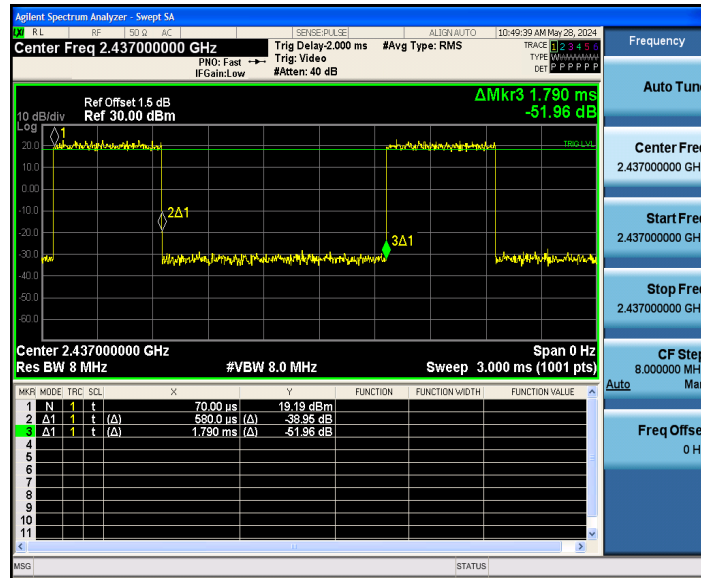 Agilent Spectrum Analyzer - Swept SA
LXI RL RF 50 Ω AC SENSE:PULSE ALIGN AUTO 10:49:39 AM May 28, 2024
Center Freq 2.437000000 GHz
PNO: Fast
IFGain:Low
Trig Delay-2.000 ms
Trig: Video
#Atten: 40 dB
#Avg Type: RMS
TRACE 1 2 3 4 5 6
TYPE W
DET P P P P P P
Ref Offset 1.5 dB
10 dB/div Ref 30.00 dBm
Log
ΔMkr3 1.790 ms
-51.96 dB
20.0
10.0
0.00
-10.0
-20.0
-30.0
-40.0
-50.0
-60.0
1
2Δ1
3Δ1
TRIG LVL
Center 2.437000000 GHz Span 0 Hz
Res BW 8 MHz #VBW 8.0 MHz Sweep 3.000 ms (1001 pts)
MKR MODE TRC SCL X Y FUNCTION FUNCTION WIDTH FUNCTION VALUE
1 N 1 t 70.00 µs 19.19 dBm
2 Δ1 1 t (Δ) 580.0 µs (Δ) -38.95 dB
3 Δ1 1 t (Δ) 1.790 ms (Δ) -51.96 dB
4
5
6
7
8
9
10
11
MSG STATUS
Frequency
Auto Tun
Center Fre
2.437000000 GH
Start Fre
2.437000000 GH
Stop Fre
2.437000000 GH
CF Step
8.000000 MH
Auto Ma
Freq Offse
0 H